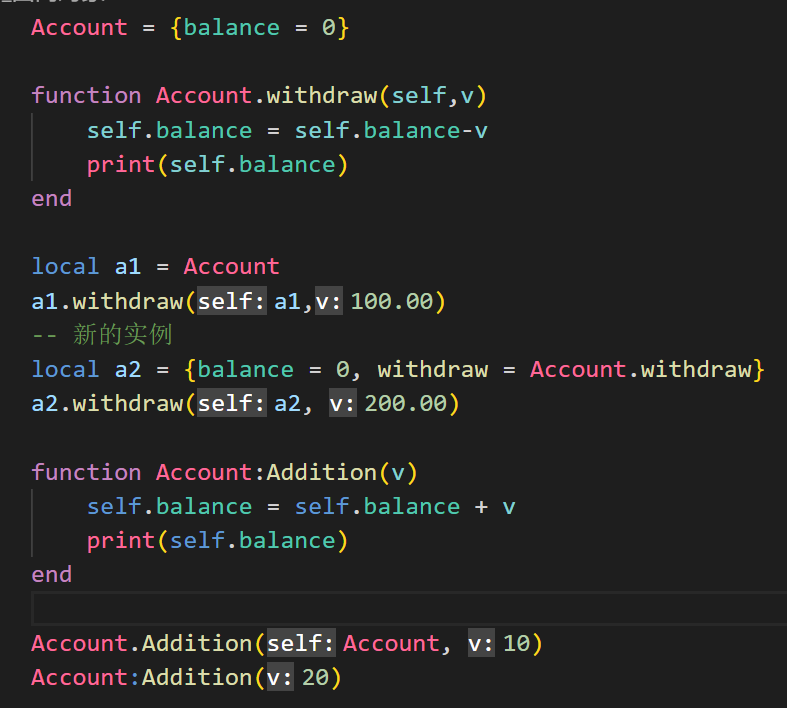 Account = {balance = 0}
function Account.withdraw(self,v)
    self.balance = self.balance-v
    print(self.balance)
end
local a1 = Account
a1.withdraw(self: a1,v: 100.00)
-- 新的实例
local a2 = {balance = 0, withdraw = Account.withdraw}
a2.withdraw(self: a2, v: 200.00)
function Account:Addition(v)
    self.balance = self.balance + v
    print(self.balance)
end
Account.Addition(self: Account, v: 10)
Account:Addition(v: 20)